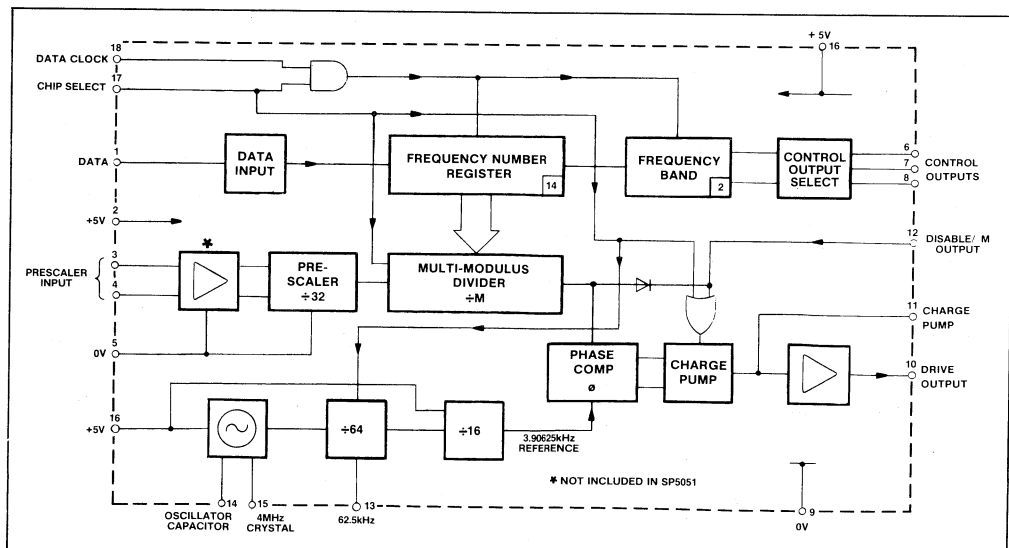 18
DATA CLOCK
17
CHIP SELECT
+ 5V
16
1
DATA
DATA
INPUT
FREQUENCY NUMBER
REGISTER
14
FREQUENCY
BAND
2
CONTROL
OUTPUT
SELECT
6
7
8
CONTROL
OUTPUTS
2
+5V
*
3
4
PRESCALER
INPUT
PRE-
SCALER
÷32
MULTI-MODULUS
DIVIDER
÷M
12
DISABLE/ M
OUTPUT
5
0V
PHASE
COMP
ø
CHARGE
PUMP
11
CHARGE
PUMP
10
DRIVE
OUTPUT
16
+5V
÷64
÷16
3.90625kHz
REFERENCE
* NOT INCLUDED IN SP5051
14
OSCILLATOR
CAPACITOR
15
4MHz
CRYSTAL
13
62.5kHz
9
0V